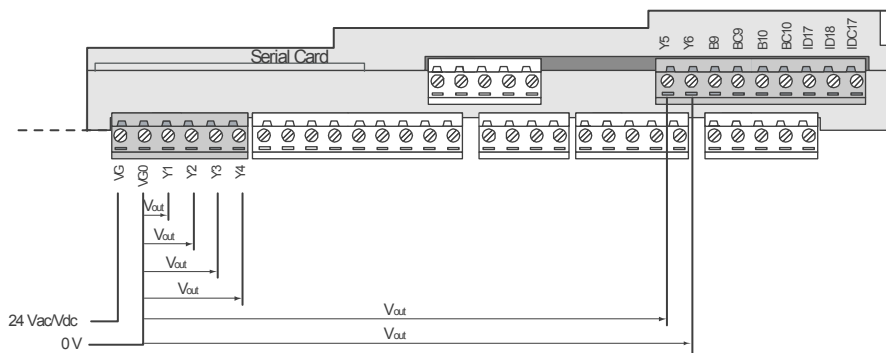 Serial Card
Y5 Y6 B9 BC9 B10 BC10 ID17 ID18 IDC17
VG VG0 Y1 Y2 Y3 Y4
Vout
Vout
Vout
Vout
24 Vac/Vdc
Vout
0 V
Vout